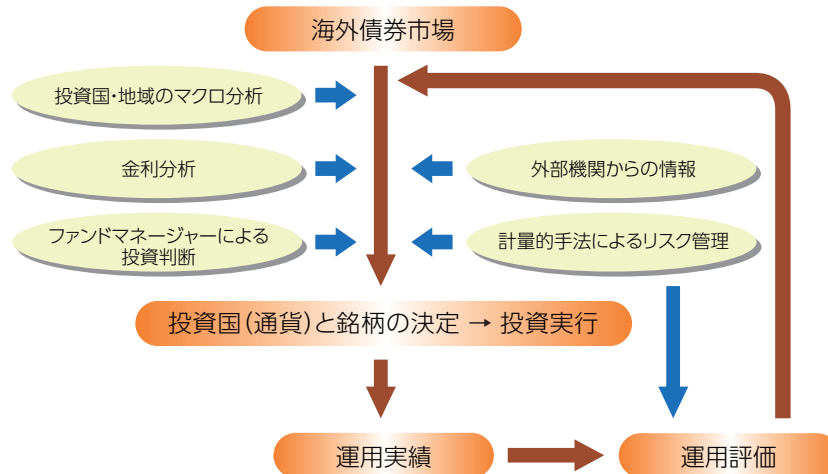 海外債券市場
投資国・地域のマクロ分析
金利分析
外部機関からの情報
ファンドマネージャーによる
投資判断
計量的手法によるリスク管理
投資国(通貨)と銘柄の決定 → 投資実行
運用実績
運用評価